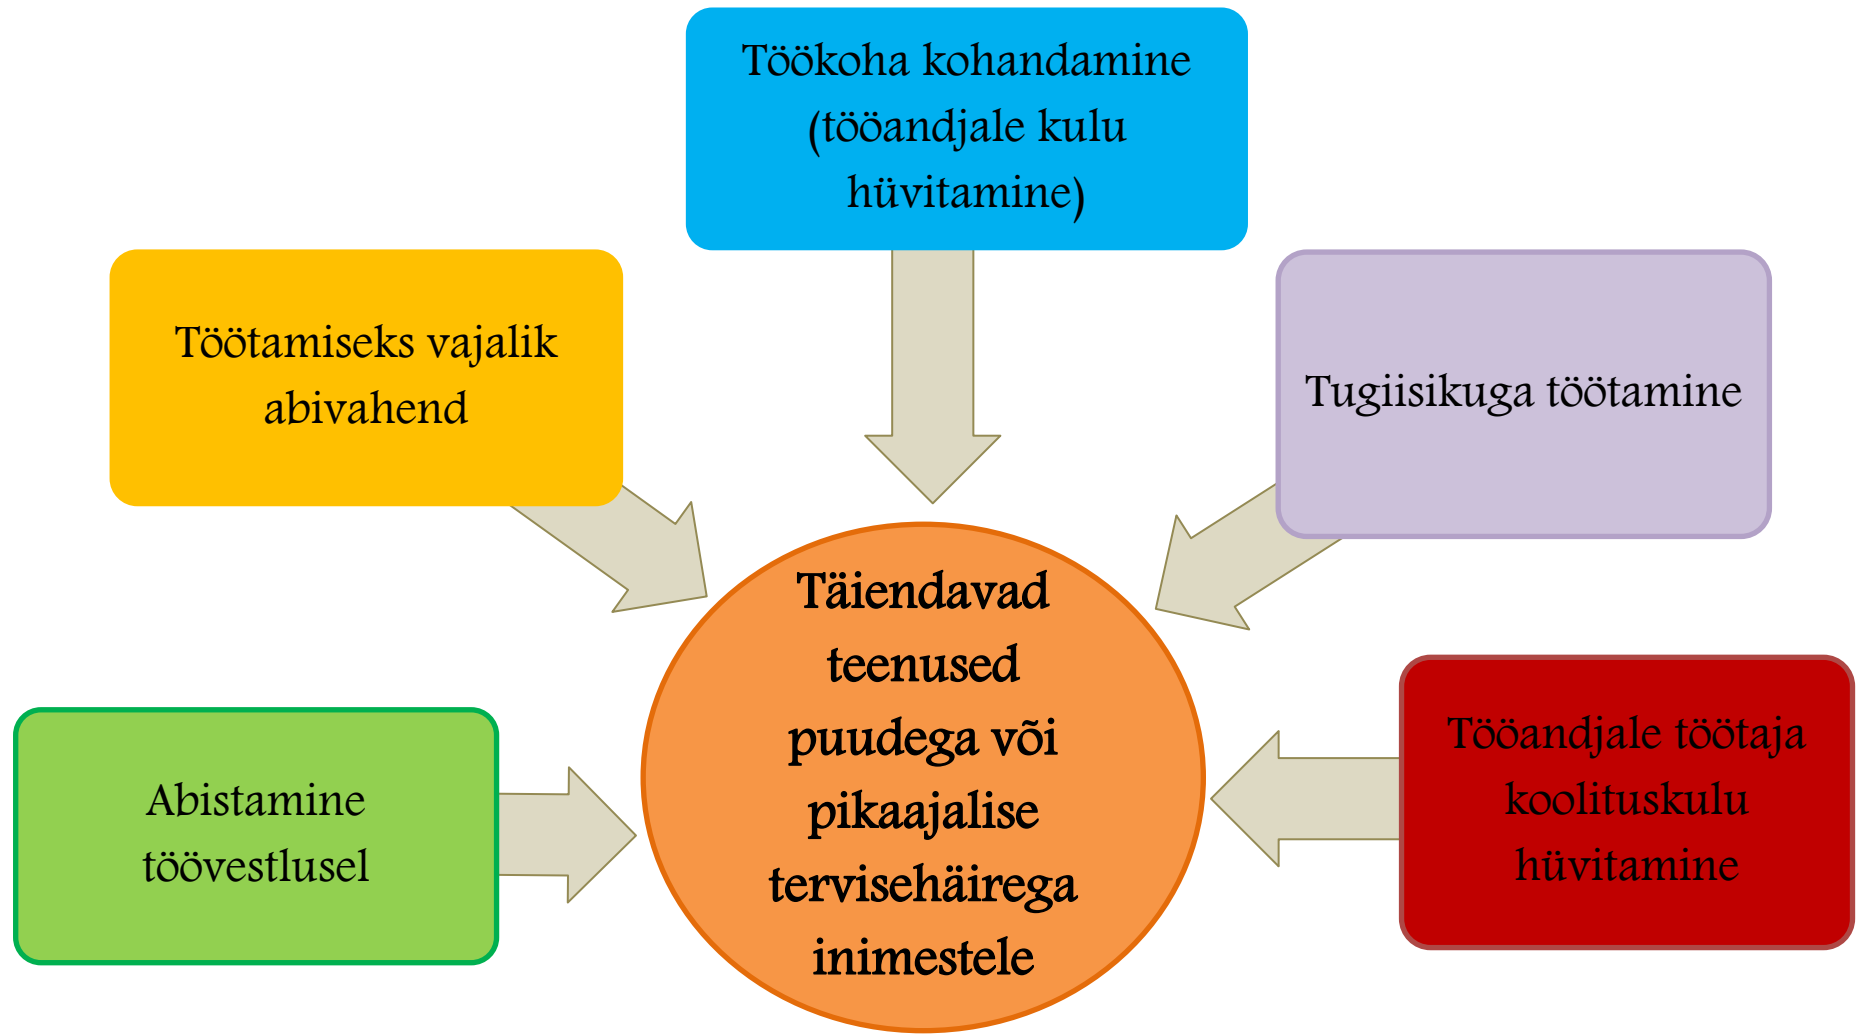 Töökoha kohandamine
(tööandjale kulu
hüvitamine)
Töötamiseks vajalik
abivahend
Tugiisikuga töötamine
Täiendavad
teenused
puudega või
pikaajalise
tervisehäirega
inimestele
Abistamine
töövestlusel
Tööandjale töötaja
koolituskulu
hüvitamine